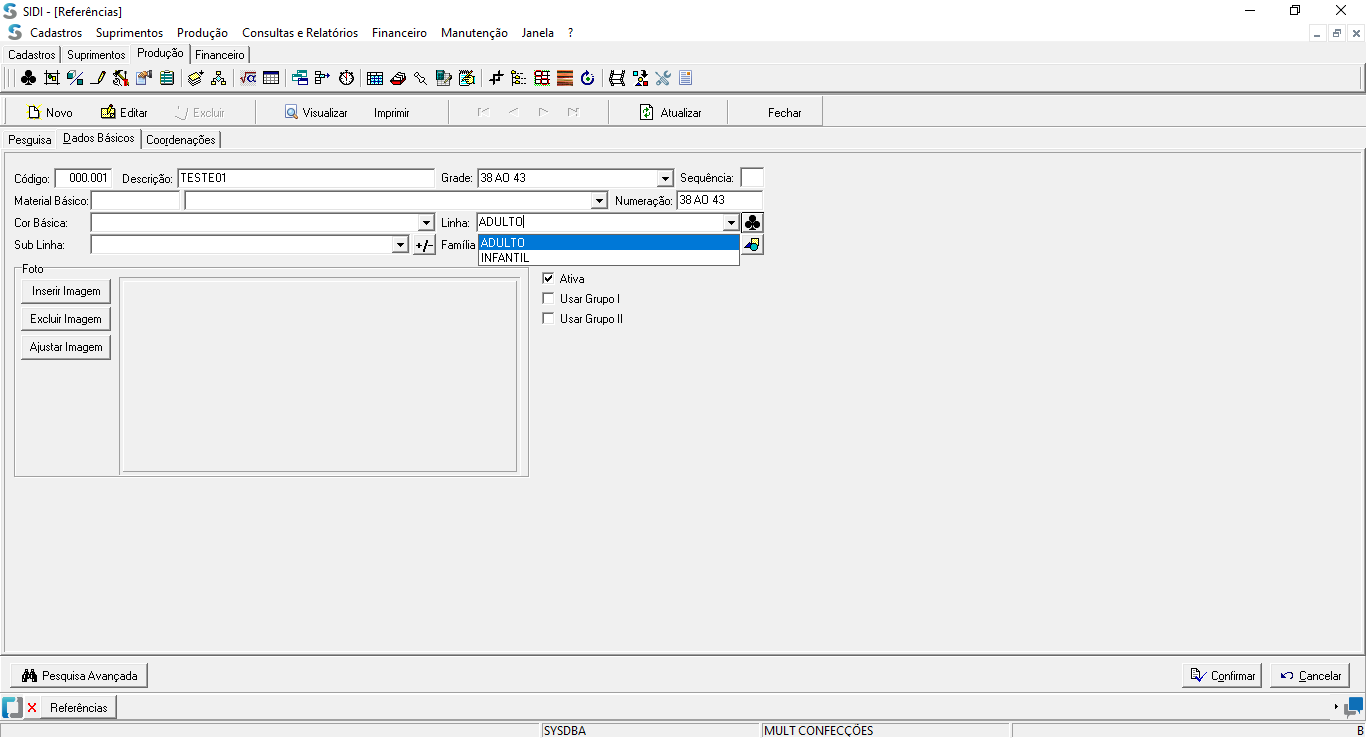 SIDI - [Referências]
Cadastros Suprimentos Produção Consultas e Relatórios Financeiro Manutenção Janela ?
Cadastros Suprimentos Produção Financeiro
Novo Editar Excluir Visualizar Imprimir Atualizar Fechar
Pesquisa Dados Básicos Coordenações
Código: 000.001 Descrição: TESTE01 Grade: 38 AO 43 Sequência:
Material Básico: Numeração: 38 AO 43
Cor Básica: Linha: ADULTO
Sub Linha: +/- Família ADULTO
INFANTIL
Foto
Inserir Imagem
Excluir Imagem
Ajustar Imagem
Ativa
Usar Grupo I
Usar Grupo II
Pesquisa Avançada Confirmar Cancelar
Referências
SYSDBA MULT CONFECÇÕES B